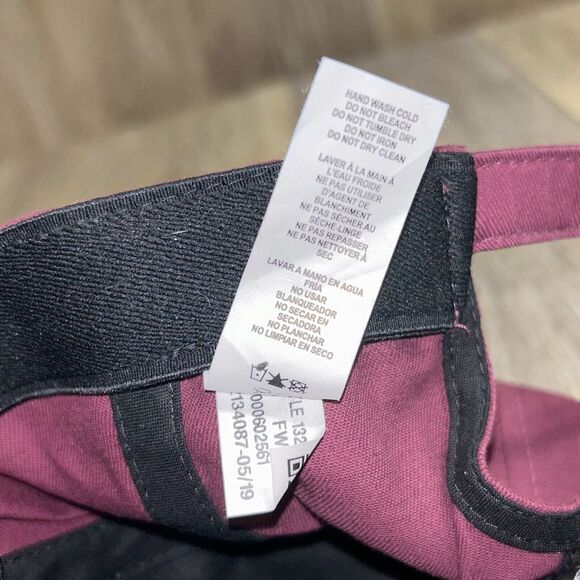 HAND WASH COLD
DO NOT BLEACH
DO NOT TUMBLE DRY
DO NOT IRON
DO NOT DRY CLEAN
LAVER À LA MAIN À
L'EAU FROIDE
NE PAS UTILISER
D'AGENT DE
BLANCHIMENT
NE PAS SÉCHER AU
SÈCHE-LINGE
NE PAS REPASSER
NE PAS NETTOYER À
SEC
LAVAR A MANO EN AGUA
FRÍA
NO USAR
BLANQUEADOR
NO SECAR EN
SECADORA
NO PLANCHAR
NO LIMPIAR EN SECO
YLE 132
FW
000602561
2134087-05/19